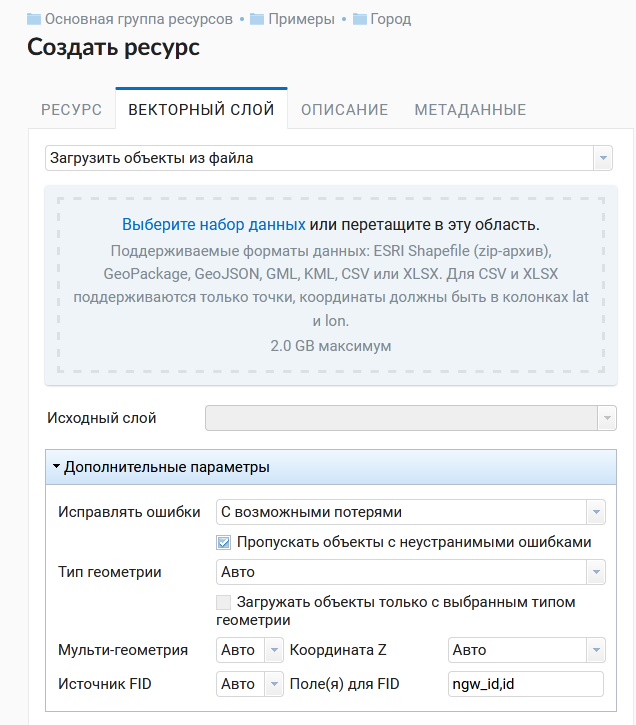 Основная группа ресурсов • Примеры • Город
Создать ресурс
РЕСУРС ВЕКТОРНЫЙ СЛОЙ ОПИСАНИЕ МЕТАДАННЫЕ
Загрузить объекты из файла
Выберите набор данных или перетащите в эту область.
Поддерживаемые форматы данных: ESRI Shapefile (zip-архив),
GeoPackage, GeoJSON, GML, KML, CSV или XLSX. Для CSV и XLSX
поддерживаются только точки, координаты должны быть в колонках lat
и lon.
2.0 GB максимум
Исходный слой
Дополнительные параметры
Исправлять ошибки С возможными потерями
Пропускать объекты с неустранимыми ошибками
Тип геометрии Авто
Загружать объекты только с выбранным типом
геометрии
Мульти-геометрия Авто Координата Z Авто
Источник FID Авто Поле(я) для FID ngw_id,id